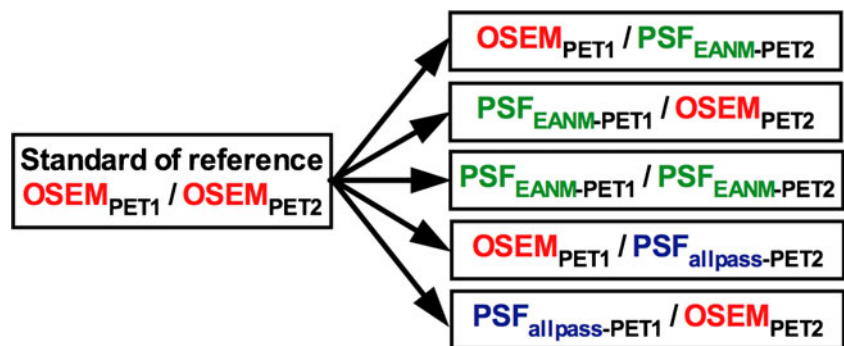 OSEMPET1 / PSFEANM-PET2
PSFEANM-PET1 / OSEMPET2
Standard of reference
OSEMPET1 / OSEMPET2
PSFEANM-PET1 / PSFEANM-PET2
OSEMPET1 / PSFallpass-PET2
PSFallpass-PET1 / OSEMPET2